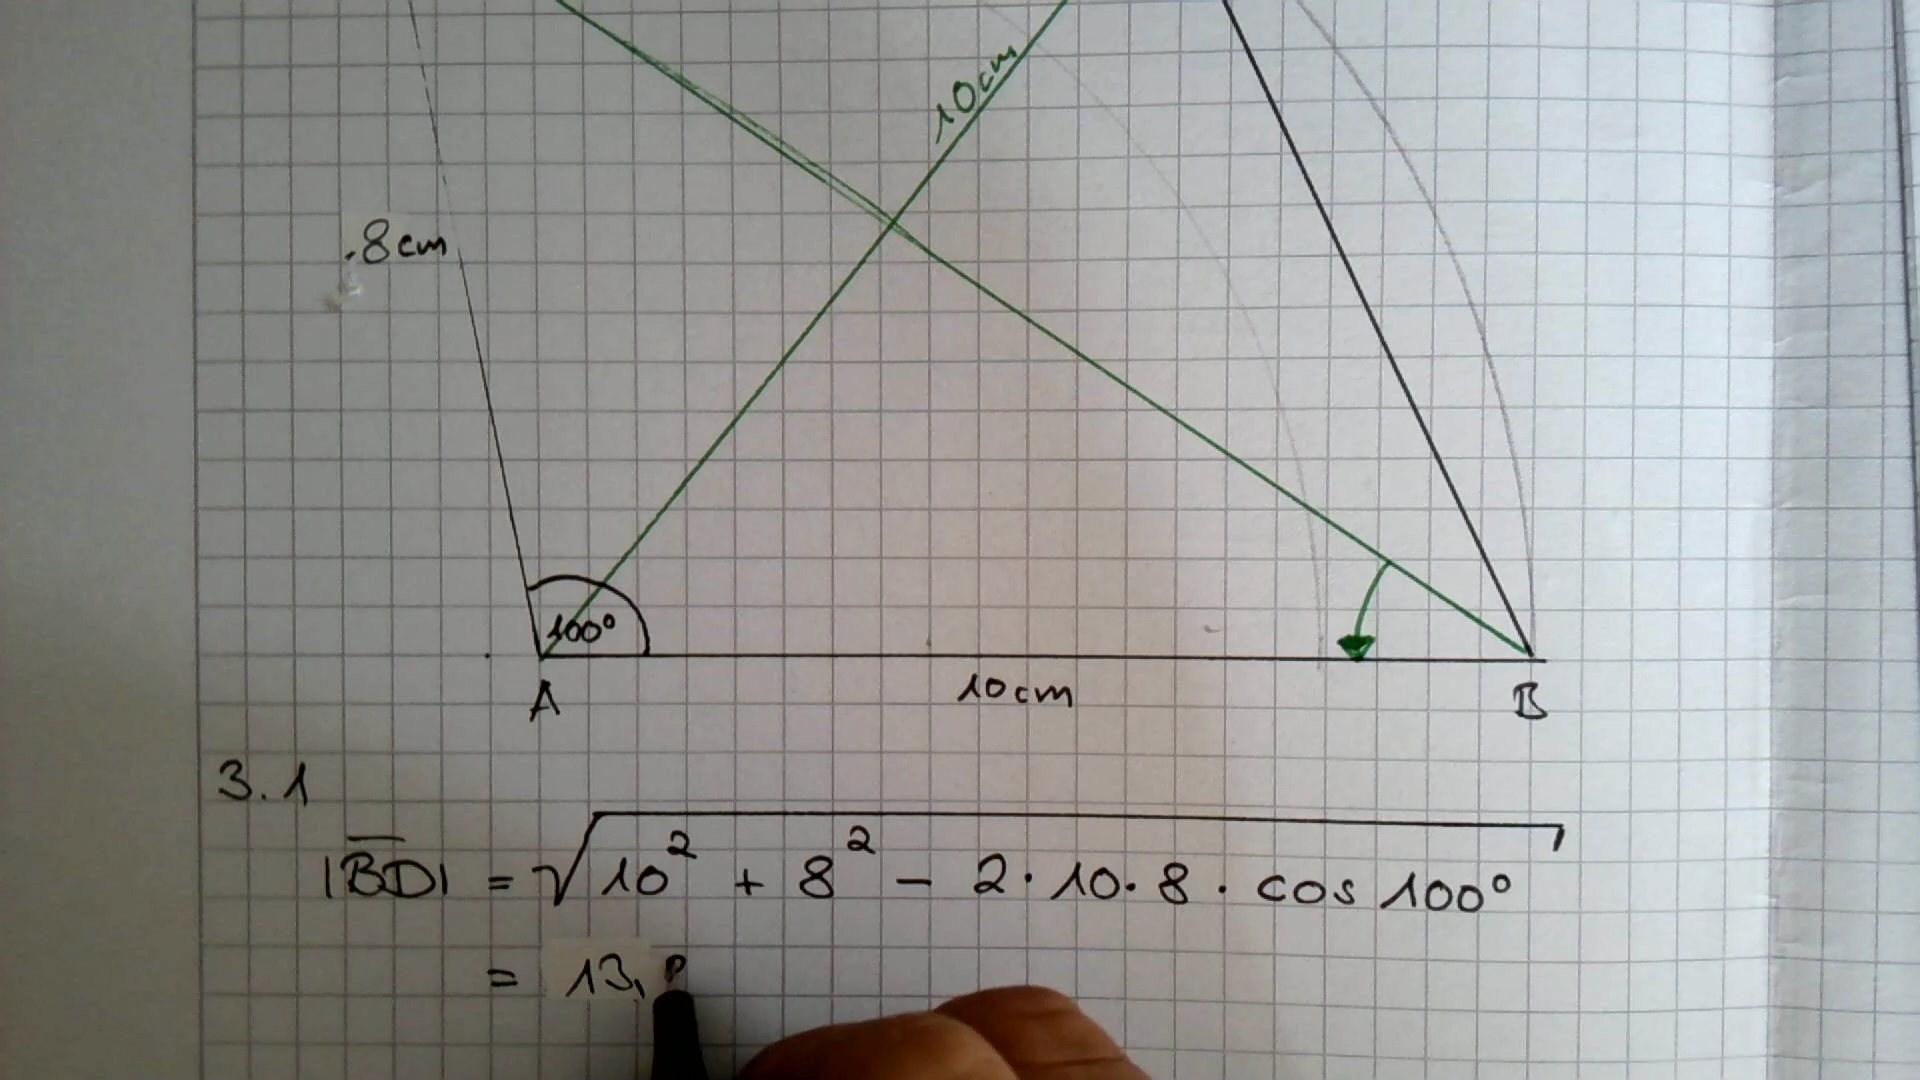 10cm
8cm
100°
A
10cm
B
3.1
|BD| = √10² + 8² - 2·10·8·cos 100°
= 13,